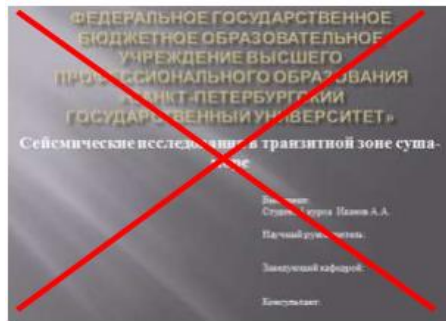 ФЕДЕРАЛЬНОЕ ГОСУДАРСТВЕННОЕ
БЮДЖЕТНОЕ ОБРАЗОВАТЕЛЬНОЕ
УЧРЕЖДЕНИЕ ВЫСШЕГО
ПРОФЕССИОНАЛЬНОГО ОБРАЗОВАНИЯ
«САНКТ-ПЕТЕРБУРГСКИЙ
ГОСУДАРСТВЕННЫЙ УНИВЕРСИТЕТ»
Сейсмические исследования в транзитной зоне суша-
море
Студент курса Иванов А.А.
Научный руководитель:
Заведующий кафедрой:
Консультант: